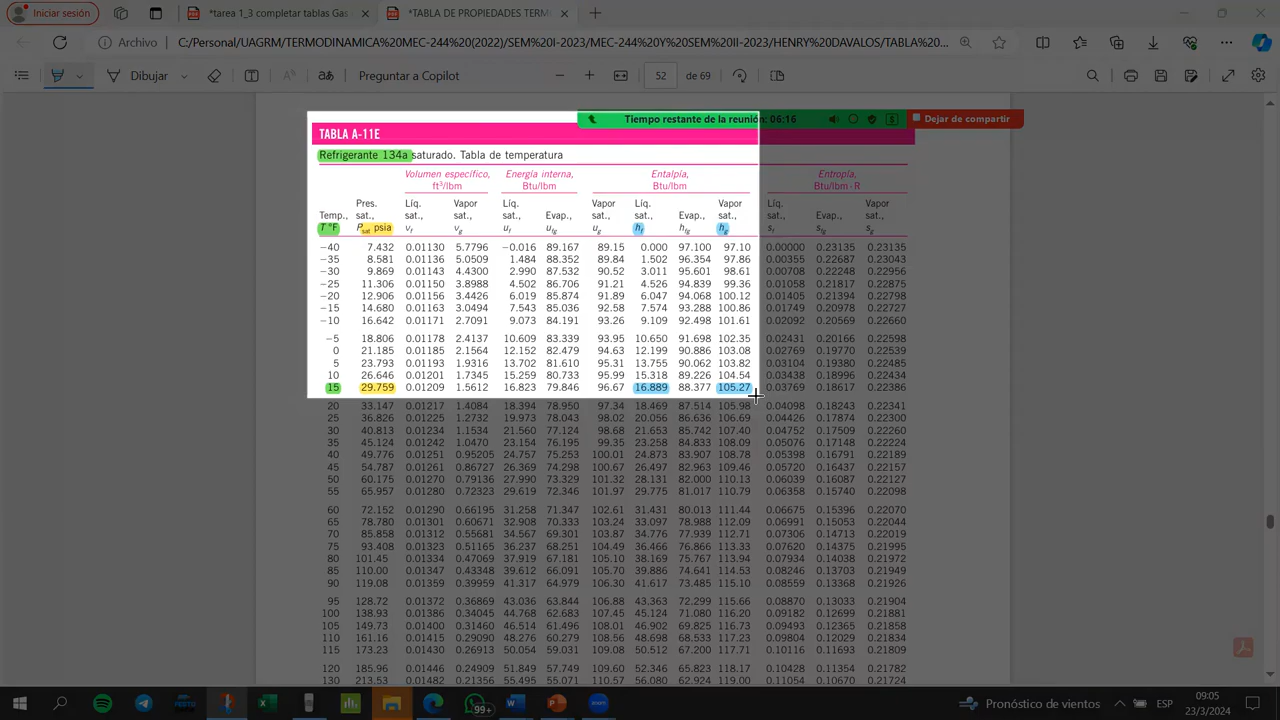 Iniciar sesión
*tarea 1_3 completar tablas Gas
*TABLA DE PROPIEDADES TERM
Archivo
C:/Personal/UAGRM/TERMODINAMICA%20MEC-244%20(2022)/SEM%20I-2023/MEC-244%20Y%20SEM%20II-2023/HENRY%20DAVALOS/TABLA%20...
Dibujar
Preguntar a Copilot
52 de 69
Tiempo restante de la reunión: 06:16
Dejar de compartir
TABLA A-11E
Refrigerante 134a saturado. Tabla de temperatura
Volumen específico, Energía interna, Entalpía, Entropía,
ft³/lbm Btu/lbm Btu/lbm Btu/lbm · R
Pres. Líq. Vapor Líq. Vapor Líq. Vapor Líq. Vapor
Temp., sat., sat., sat., sat., Evap., sat., sat., Evap., sat., sat., Evap., sat.,
T °F Psat psia vf vg uf ufg ug hf hfg hg sf sfg sg
−40 7.432 0.01130 5.7796 −0.016 89.167 89.15 0.000 97.100 97.10 0.00000 0.23135 0.23135
−35 8.581 0.01136 5.0509 1.484 88.352 89.84 1.502 96.354 97.86 0.00355 0.22687 0.23043
−30 9.869 0.01143 4.4300 2.990 87.532 90.52 3.011 95.601 98.61 0.00708 0.22248 0.22956
−25 11.306 0.01150 3.8988 4.502 86.706 91.21 4.526 94.839 99.36 0.01058 0.21817 0.22875
−20 12.906 0.01156 3.4426 6.019 85.874 91.89 6.047 94.068 100.12 0.01405 0.21394 0.22798
−15 14.680 0.01163 3.0494 7.543 85.036 92.58 7.574 93.288 100.86 0.01749 0.20978 0.22727
−10 16.642 0.01171 2.7091 9.073 84.191 93.26 9.109 92.498 101.61 0.02092 0.20569 0.22660
−5 18.806 0.01178 2.4137 10.609 83.339 93.95 10.650 91.698 102.35 0.02431 0.20166 0.22598
0 21.185 0.01185 2.1564 12.152 82.479 94.63 12.199 90.886 103.08 0.02769 0.19770 0.22539
5 23.793 0.01193 1.9316 13.702 81.610 95.31 13.755 90.062 103.82 0.03104 0.19380 0.22485
10 26.646 0.01201 1.7345 15.259 80.733 95.99 15.318 89.226 104.54 0.03438 0.18996 0.22434
15 29.759 0.01209 1.5612 16.823 79.846 96.67 16.889 88.377 105.27 0.03769 0.18617 0.22386
20 33.147 0.01217 1.4084 18.394 78.950 97.34 18.469 87.514 105.98 0.04098 0.18243 0.22341
25 36.826 0.01225 1.2732 19.973 78.043 98.02 20.056 86.636 106.69 0.04426 0.17874 0.22300
30 40.813 0.01234 1.1534 21.560 77.124 98.68 21.653 85.742 107.40 0.04752 0.17509 0.22260
35 45.124 0.01242 1.0470 23.154 76.195 99.35 23.258 84.833 108.09 0.05076 0.17148 0.22224
40 49.776 0.01251 0.95205 24.757 75.253 100.01 24.873 83.907 108.78 0.05398 0.16791 0.22189
45 54.787 0.01261 0.86727 26.369 74.298 100.67 26.497 82.963 109.46 0.05720 0.16437 0.22157
50 60.175 0.01270 0.79136 27.990 73.329 101.32 28.131 82.000 110.13 0.06039 0.16087 0.22127
55 65.957 0.01280 0.72323 29.619 72.346 101.97 29.775 81.017 110.79 0.06358 0.15740 0.22098
60 72.152 0.01290 0.66195 31.258 71.347 102.61 31.431 80.013 111.44 0.06675 0.15396 0.22070
65 78.780 0.01301 0.60671 32.908 70.333 103.24 33.097 78.988 112.09 0.06991 0.15053 0.22044
70 85.858 0.01312 0.55681 34.567 69.301 103.87 34.776 77.939 112.71 0.07306 0.14713 0.22019
75 93.408 0.01323 0.51165 36.237 68.251 104.49 36.466 76.866 113.33 0.07620 0.14375 0.21995
80 101.45 0.01334 0.47069 37.919 67.181 105.10 38.169 75.767 113.94 0.07934 0.14038 0.21972
85 110.00 0.01347 0.43348 39.612 66.091 105.70 39.886 74.641 114.53 0.08246 0.13703 0.21949
90 119.08 0.01359 0.39959 41.317 64.979 106.30 41.617 73.485 115.10 0.08559 0.13368 0.21926
95 128.72 0.01372 0.36869 43.036 63.844 106.88 43.363 72.299 115.66 0.08870 0.13033 0.21904
100 138.93 0.01386 0.34045 44.768 62.683 107.45 45.124 71.080 116.20 0.09182 0.12699 0.21881
105 149.73 0.01400 0.31460 46.514 61.496 108.01 46.902 69.825 116.73 0.09493 0.12365 0.21858
110 161.16 0.01415 0.29090 48.276 60.279 108.56 48.698 68.533 117.23 0.09804 0.12029 0.21834
115 173.23 0.01430 0.26913 50.054 59.031 109.08 50.512 67.200 117.71 0.10116 0.11693 0.21809
120 185.96 0.01446 0.24909 51.849 57.749 109.60 52.346 65.823 118.17 0.10428 0.11354 0.21782
130 213.53 0.01482 0.21356 55.495 55.071 110.57 56.080 62.924 119.00 0.11054 0.10670 0.21724
99+
Pronóstico de vientos
ESP
09:05
23/3/2024